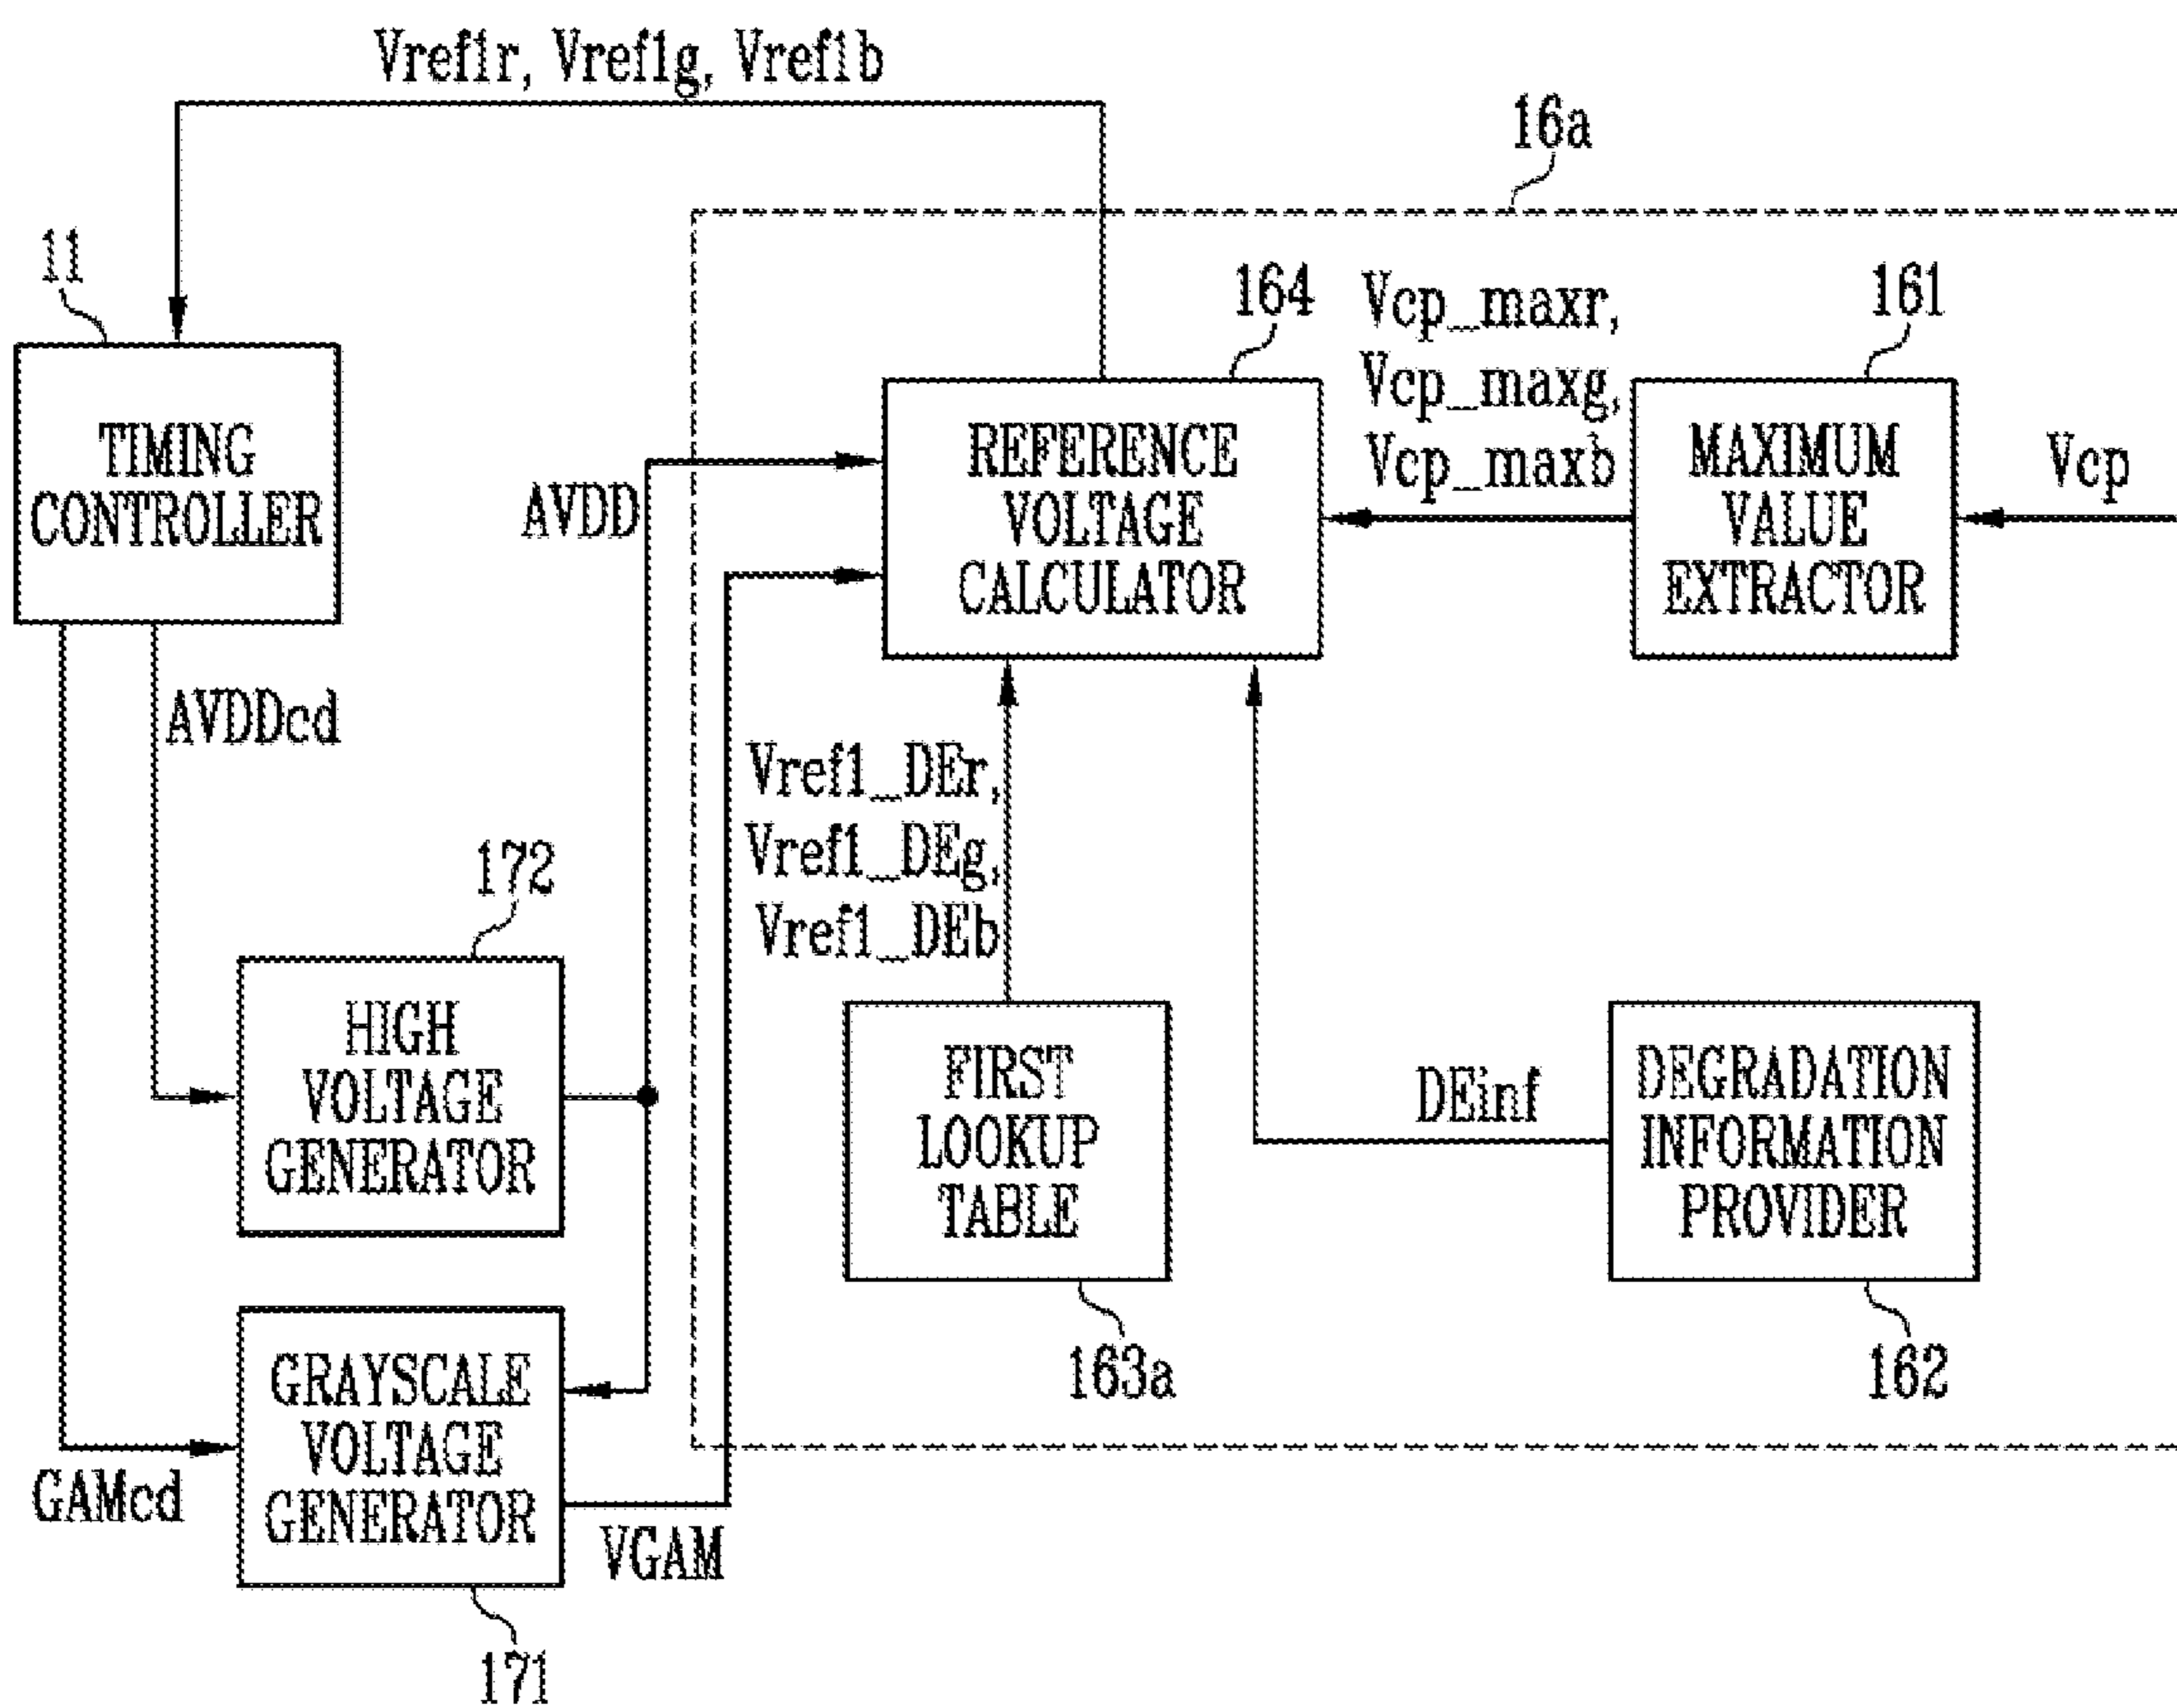 Vref1r, Vref1g, Vref1b
16a
11
164
Vcp_maxr,
Vcp_maxg,
Vcp_maxb
161
TIMING
CONTROLLER
AVDD
REFERENCE
VOLTAGE
CALCULATOR
MAXIMUM
VALUE
EXTRACTOR
Vcp
AVDDcd
Vref1_DEr,
Vref1_DEg,
Vref1_DEb
172
HIGH
VOLTAGE
GENERATOR
FIRST
LOOKUP
TABLE
DEinf
DEGRADATION
INFORMATION
PROVIDER
163a
162
GRAYSCALE
VOLTAGE
GENERATOR
GAMcd
VGAM
171